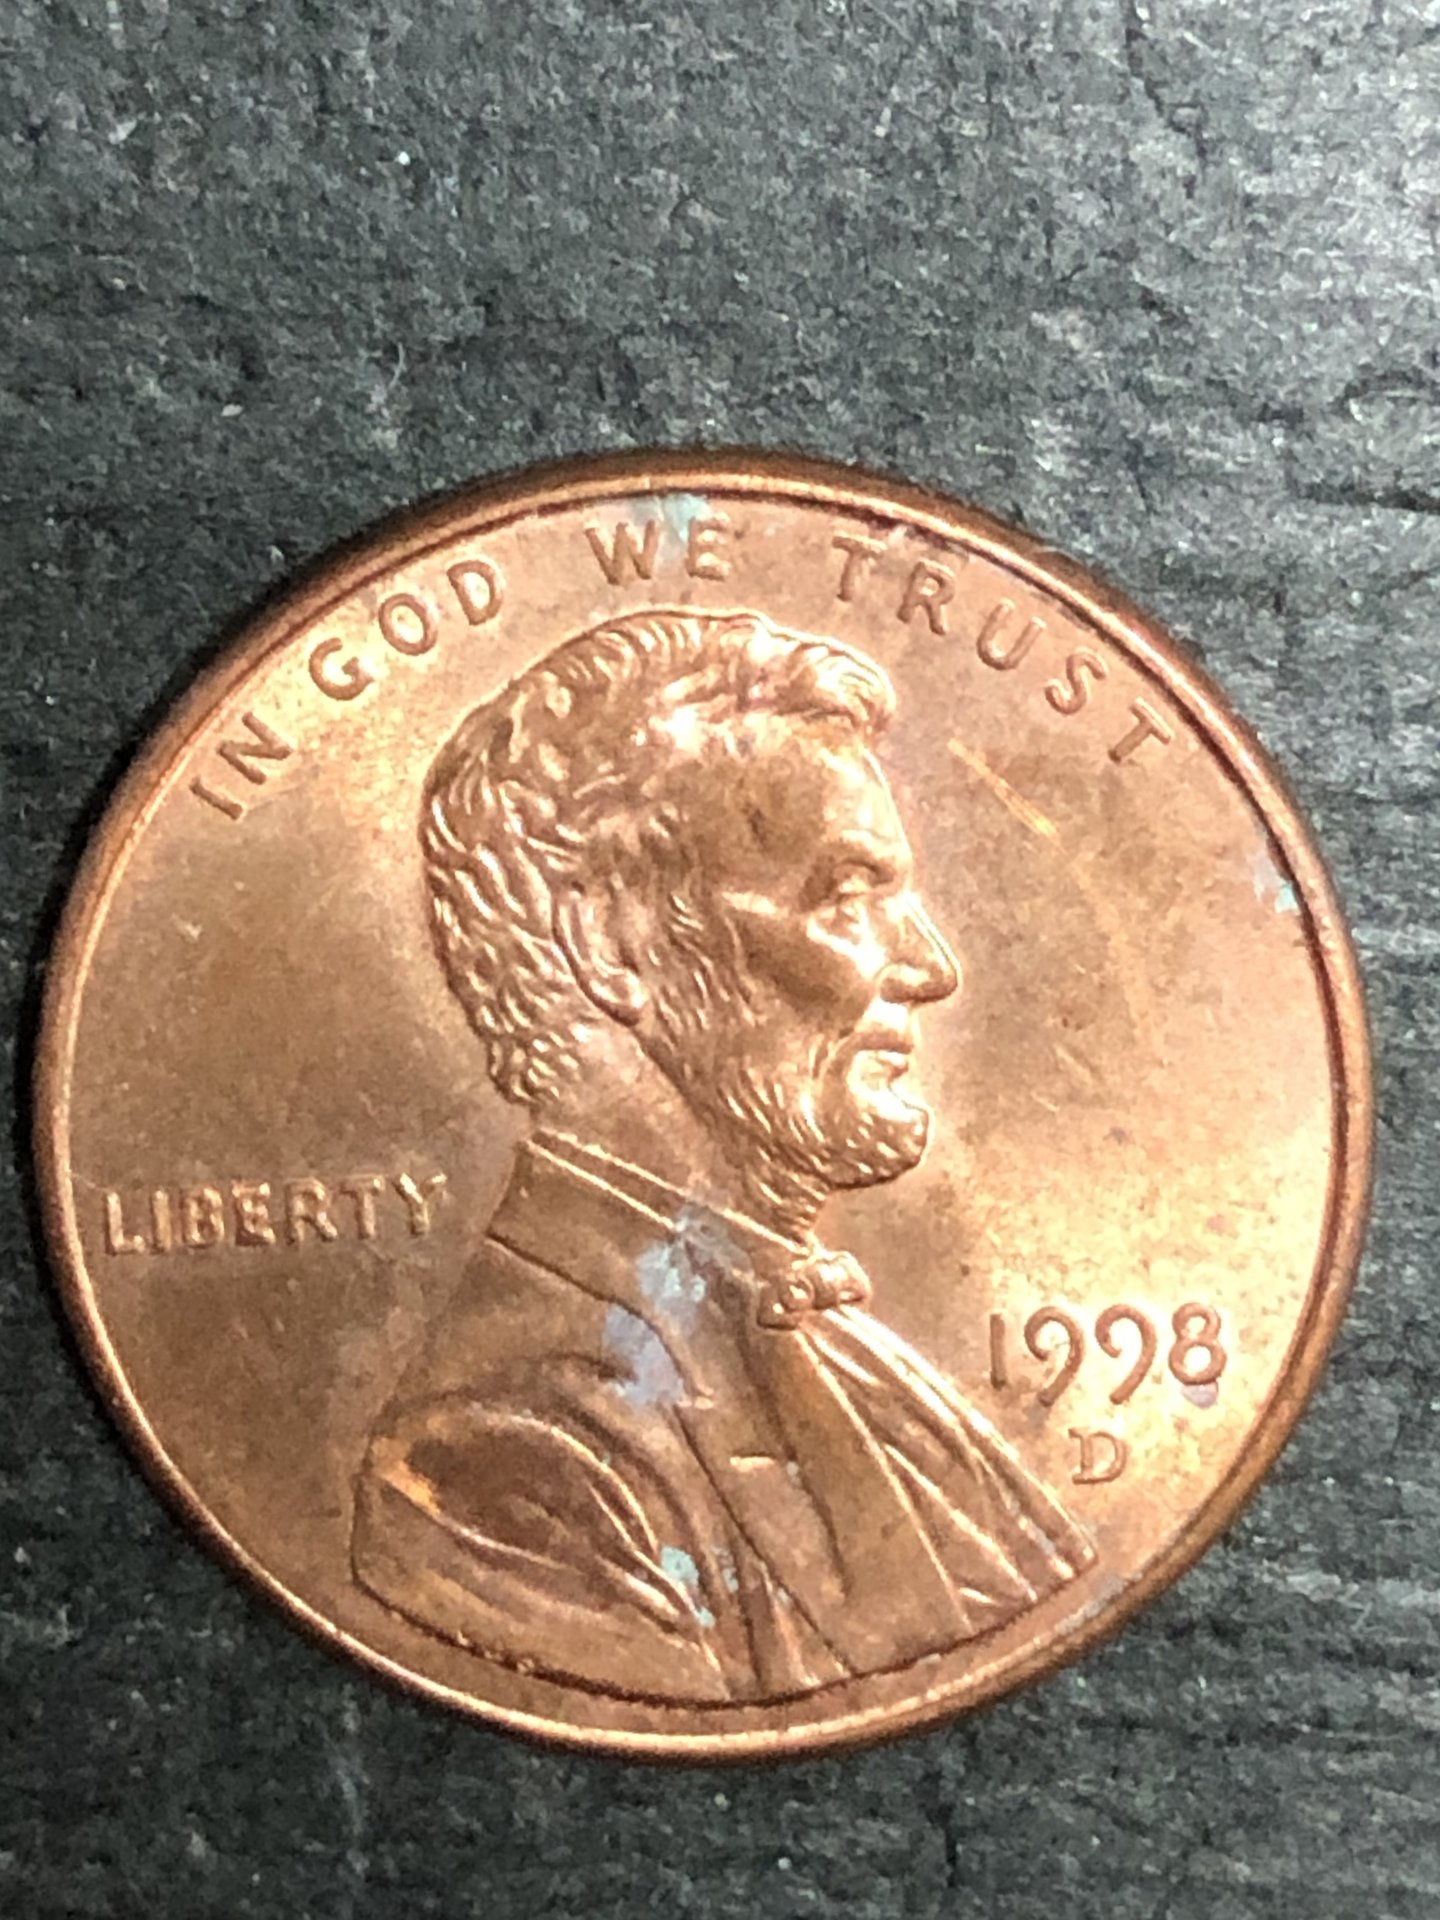 IN GOD WE TRUST
LIBERTY
1998
D